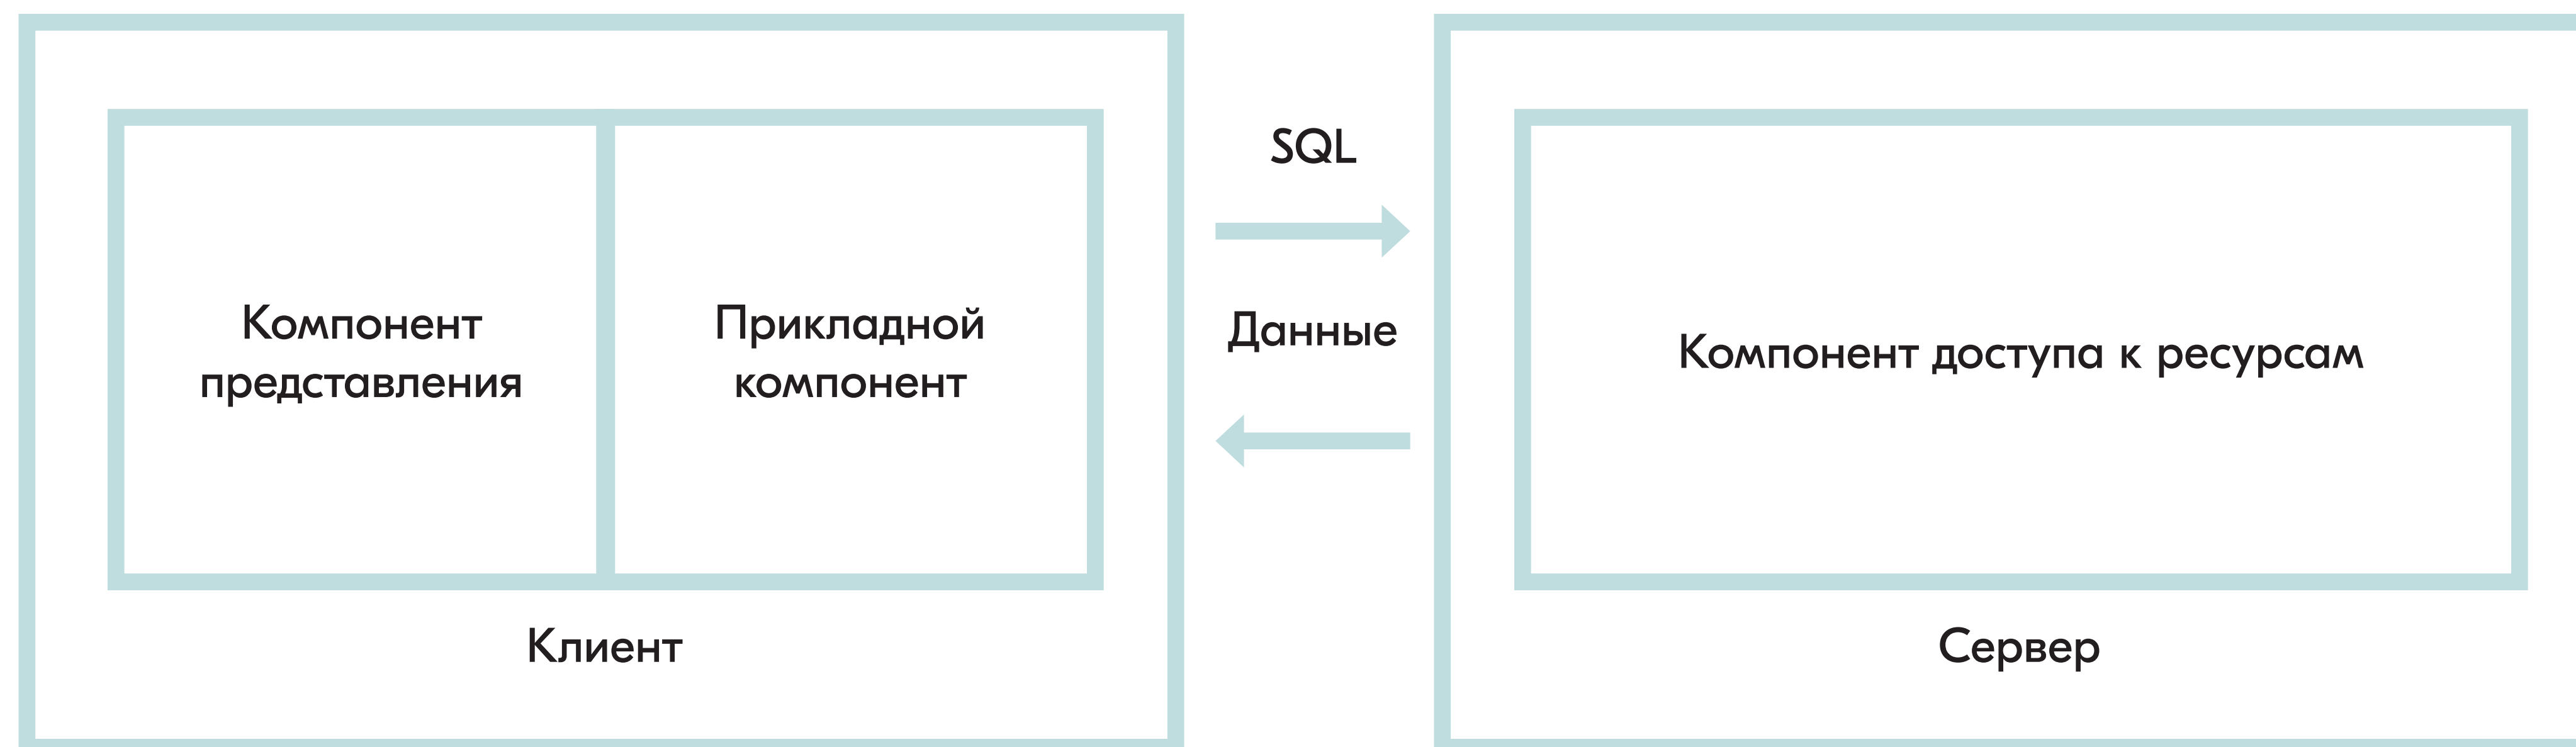 Компонент
представления
Прикладной
компонент
Клиент
SQL
Данные
Компонент доступа к ресурсам
Сервер